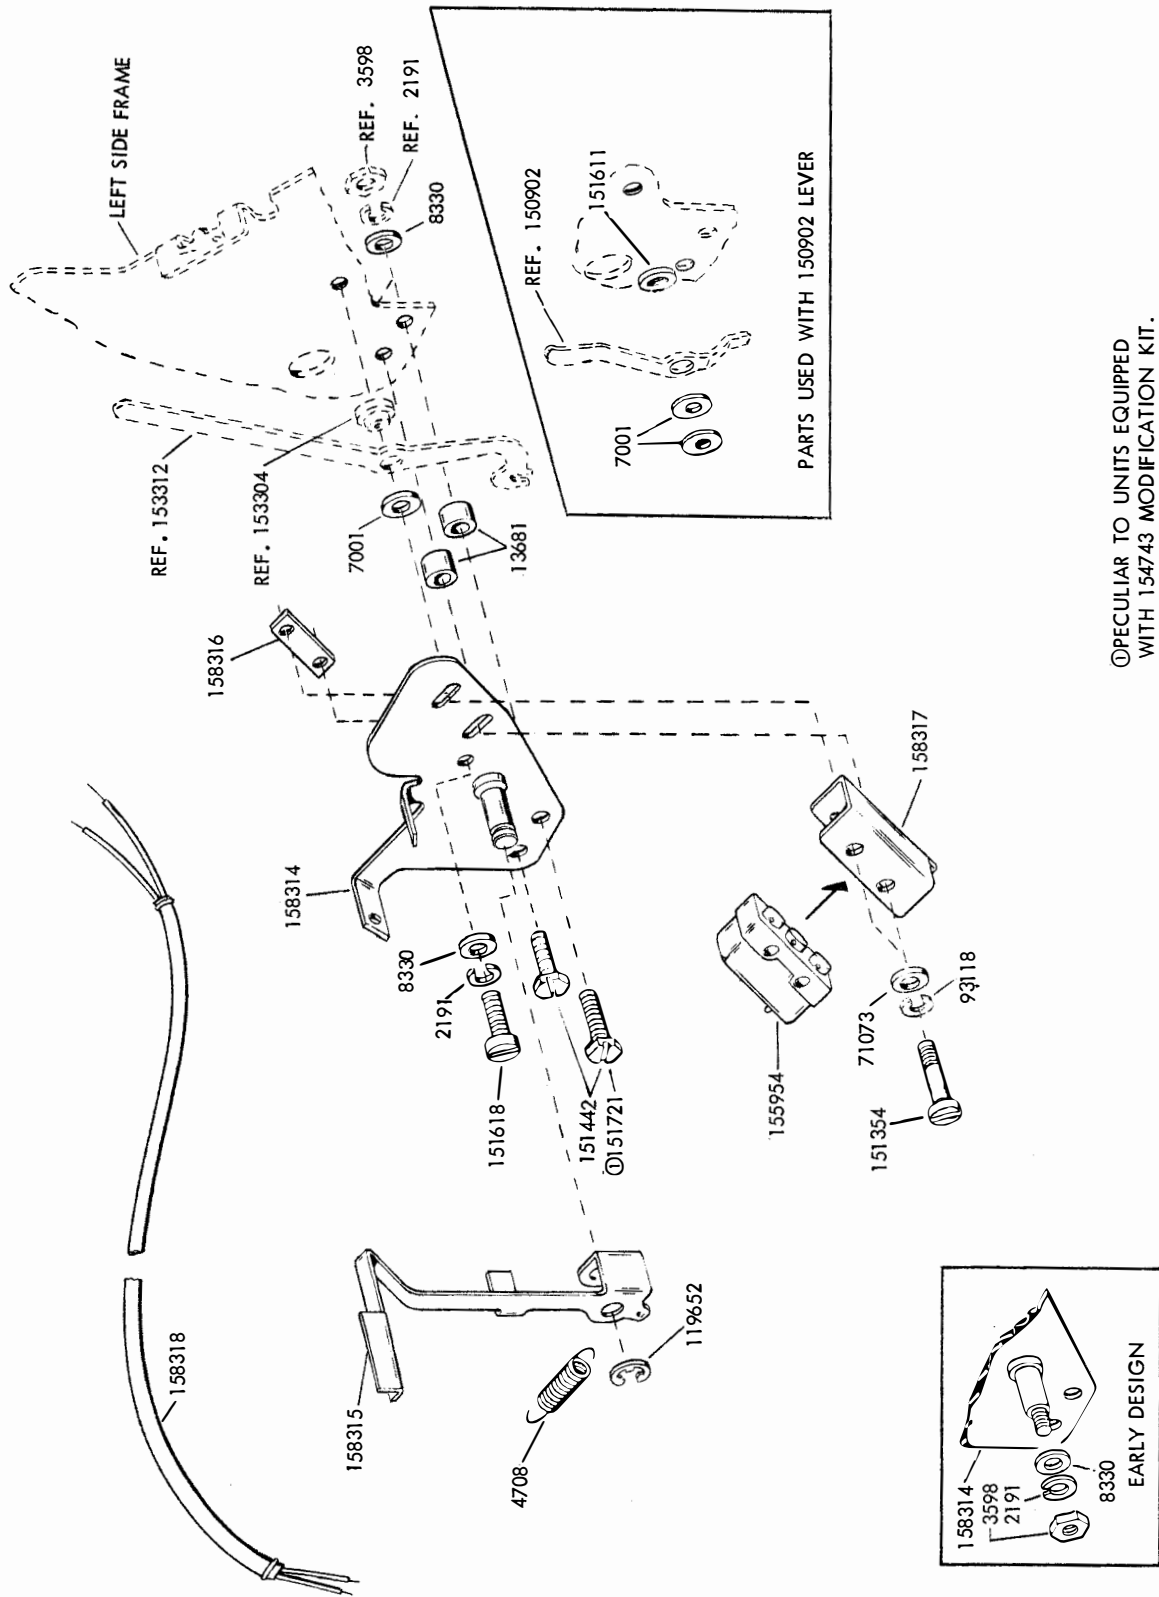 LEFT SIDE FRAME
REF. 3598
REF. 2191
8330
REF. 153312
REF. 153304
7001
13681
158316
158314
8330
2191
151618
151442
①151721
158318
158315
4708
119652
158317
155954
71073
93118
151354
REF. 150902
151611
7001
PARTS USED WITH 150902 LEVER
158314
3598
2191
8330
EARLY DESIGN
①PECULIAR TO UNITS EQUIPPED
WITH 154743 MODIFICATION KIT.